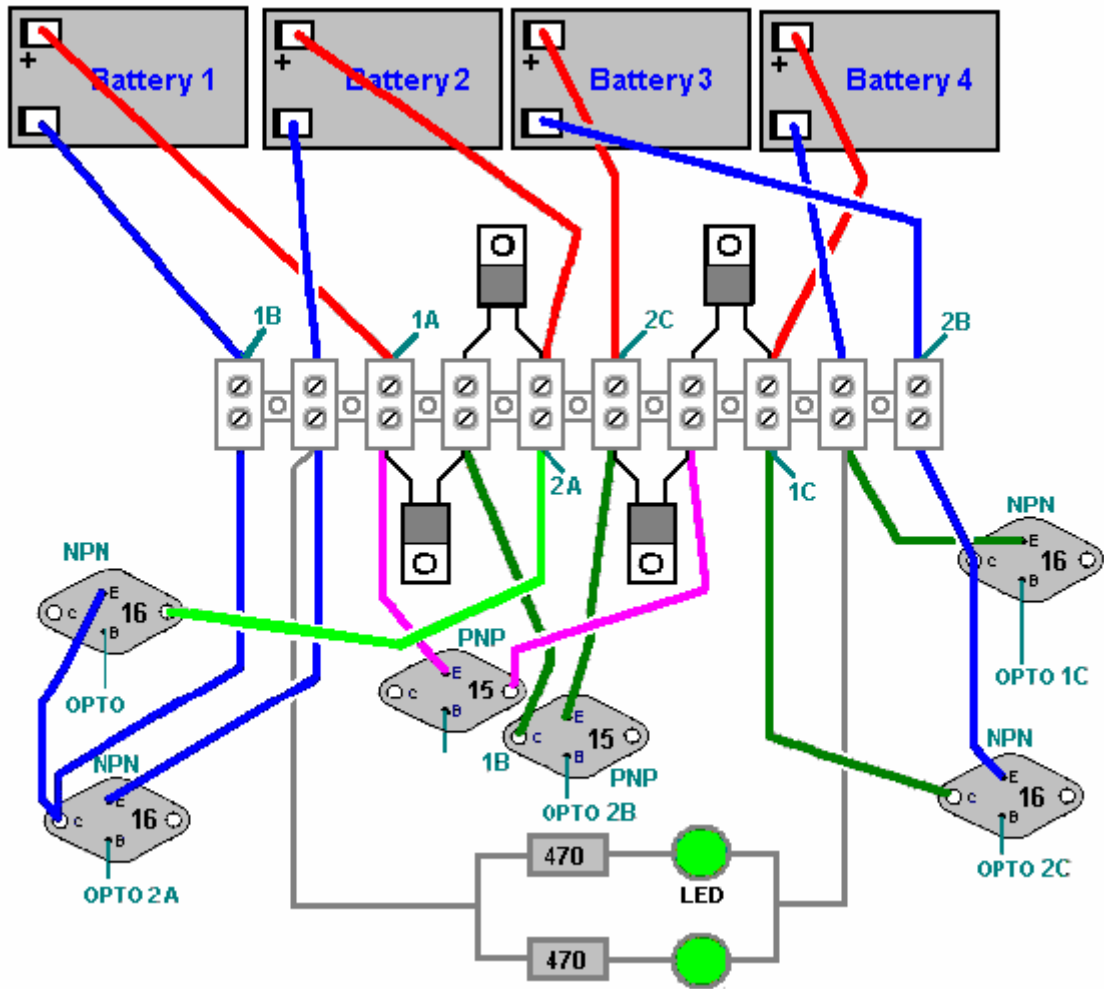 Battery 1
Battery 2
Battery 3
Battery 4
+
+
+
+
1B
1A
2C
2B
2A
1C
NPN
E
C
16
B
OPTO
NPN
E
C
16
B
OPTO 2A
PNP
E
C
15
B
1B
E
C
15
B
PNP
OPTO 2B
NPN
E
C
16
B
OPTO 1C
NPN
E
C
16
B
OPTO 2C
470
LED
470